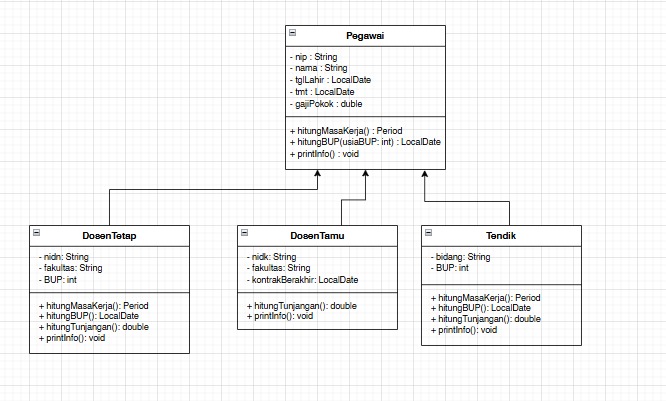 Pegawai
- nip : String
- nama : String
- tglLahir : LocalDate
- tmt : LocalDate
- gajiPokok : duble
+ hitungMasaKerja() : Period
+ hitungBUP(usiaBUP: int) : LocalDate
+ printInfo() : void
DosenTetap
- nidn: String
- fakultas: String
- BUP: int
+ hitungMasaKerja(): Period
+ hitungBUP(): LocalDate
+ hitungTunjangan(): double
+ printInfo(): void
DosenTamu
- nidk: String
- fakultas: String
- kontrakBerakhir: LocalDate
+ hitungTunjangan(): double
+ printInfo(): void
Tendik
- bidang: String
- BUP: int
+ hitungMasaKerja(): Period
+ hitungBUP(): LocalDate
+ hitungTunjangan(): double
+ printInfo(): void